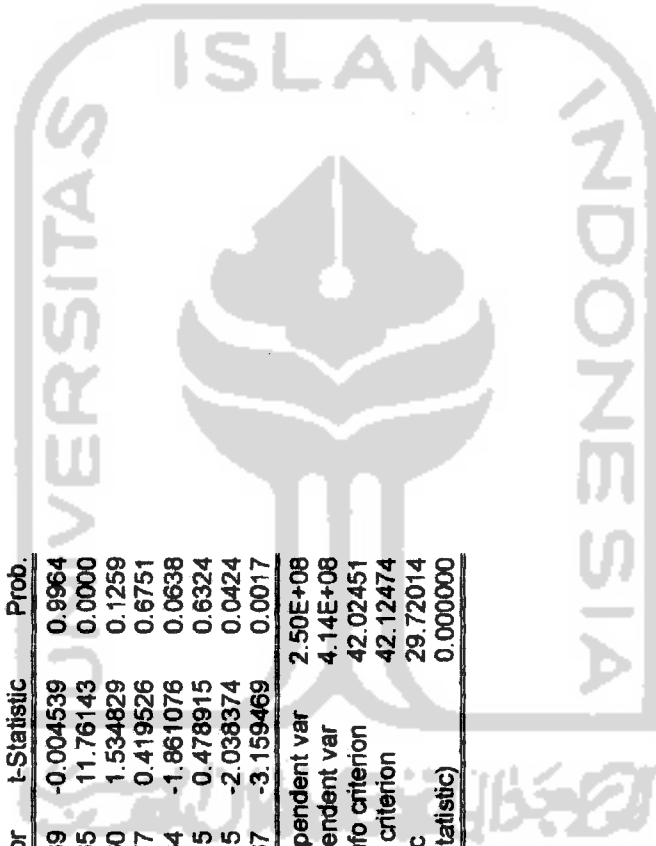 ISLAM
UNIVERSITAS
INDONESIA
t-Statistic Prob.
-0.004539 0.9964
11.76143 0.0000
1.534829 0.1259
0.419526 0.6751
-1.861076 0.0638
0.478915 0.6324
-2.038374 0.0424
-3.159469 0.0017
pendent var 2.50E+08
endent var 4.14E+08
nfo criterion 42.02451
criterion 42.12474
c 29.72014
tatistic) 0.000000